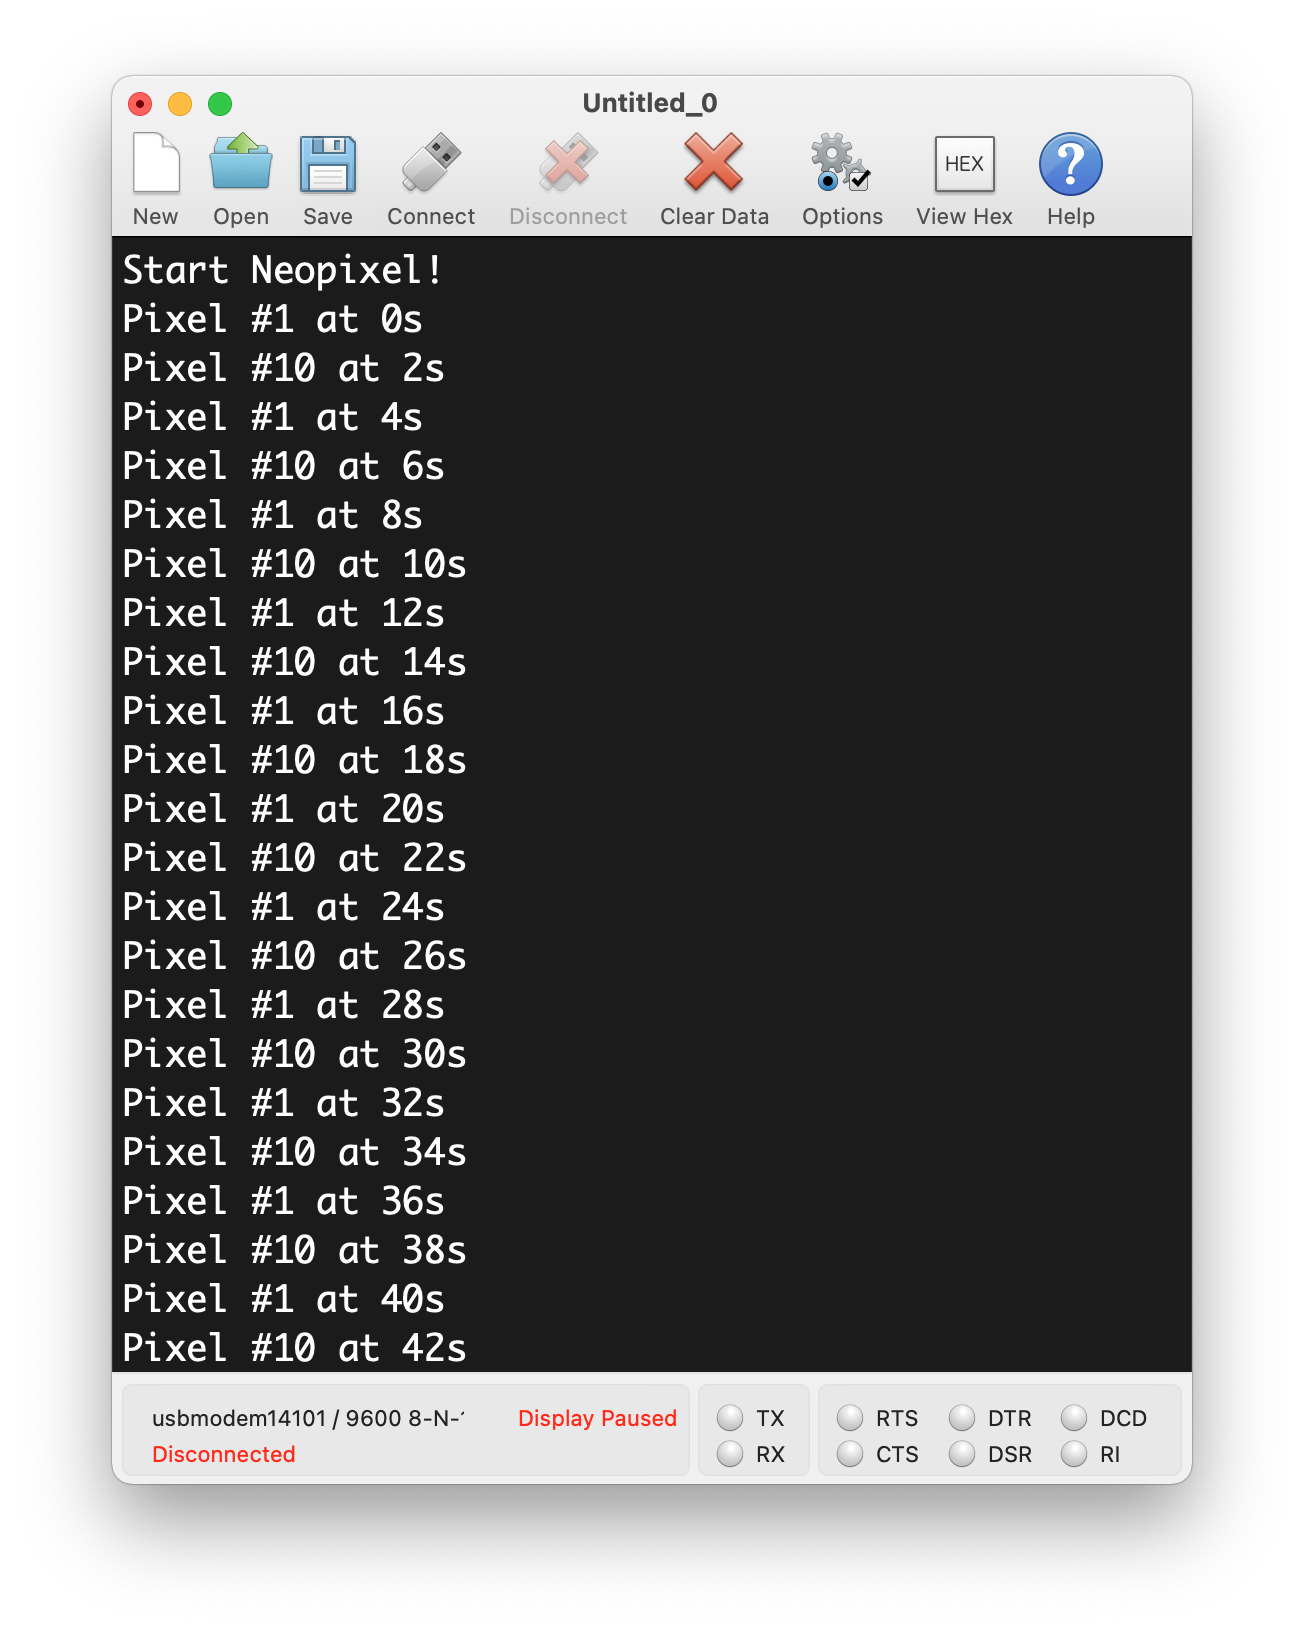 Untitled_0
New Open Save Connect Disconnect Clear Data Options HEX View Hex ? Help
Start Neopixel!
Pixel #1 at 0s
Pixel #10 at 2s
Pixel #1 at 4s
Pixel #10 at 6s
Pixel #1 at 8s
Pixel #10 at 10s
Pixel #1 at 12s
Pixel #10 at 14s
Pixel #1 at 16s
Pixel #10 at 18s
Pixel #1 at 20s
Pixel #10 at 22s
Pixel #1 at 24s
Pixel #10 at 26s
Pixel #1 at 28s
Pixel #10 at 30s
Pixel #1 at 32s
Pixel #10 at 34s
Pixel #1 at 36s
Pixel #10 at 38s
Pixel #1 at 40s
Pixel #10 at 42s
usbmodem14101 / 9600 8-N- Display Paused TX RTS DTR DCD
Disconnected RX CTS DSR RI